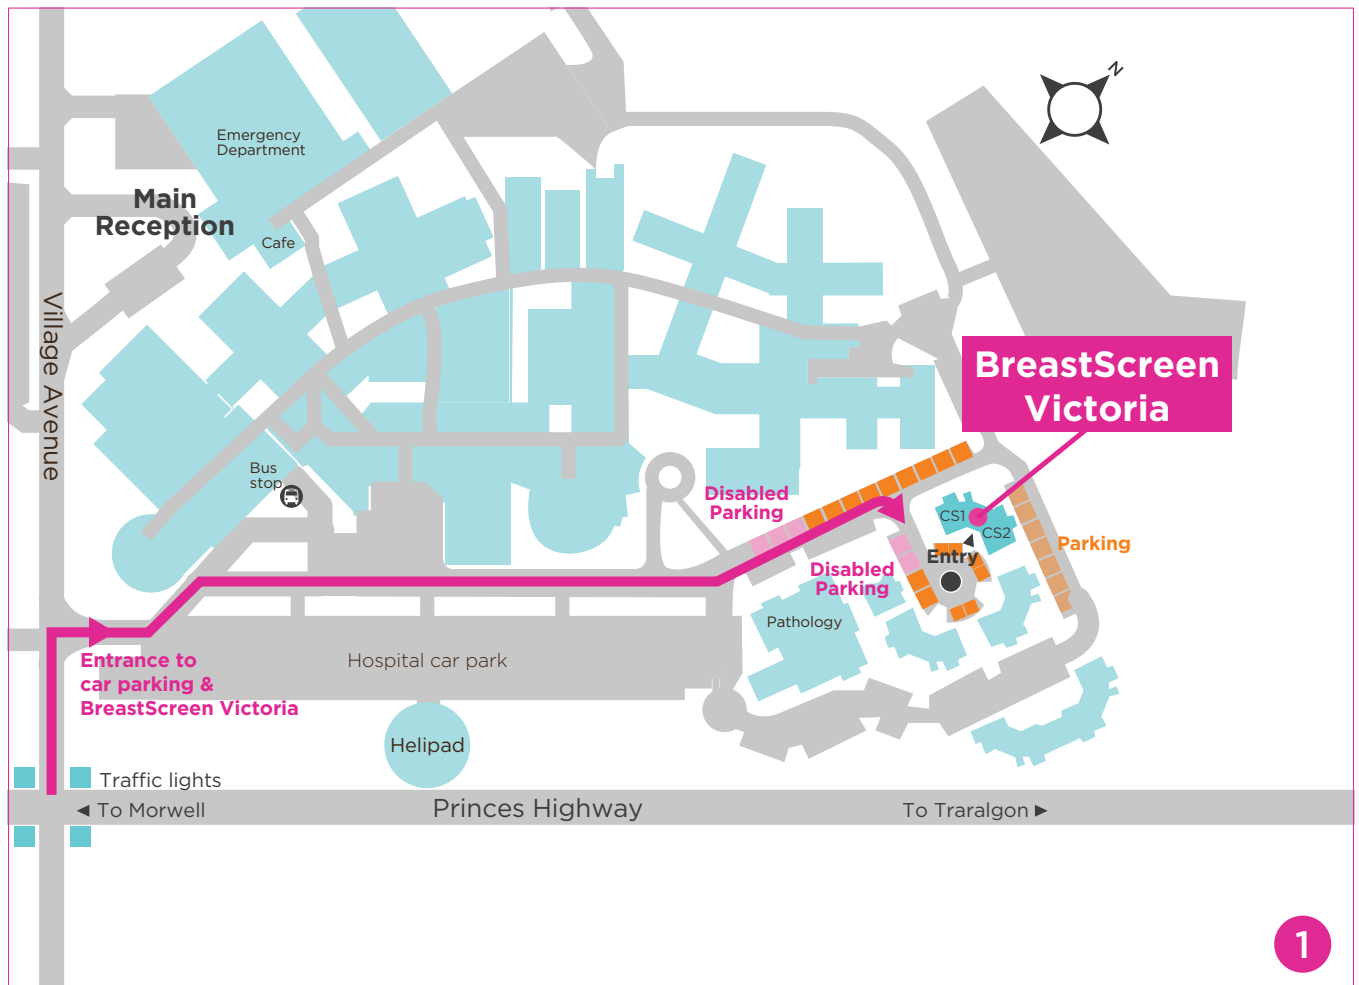 N
Emergency
Department
Main
Reception
Cafe
Village Avenue
BreastScreen
Victoria
Bus
stop
Disabled
Parking
CS1
CS2
Parking
Entry
Disabled
Parking
Pathology
Entrance to
car parking &
BreastScreen Victoria
Hospital car park
Helipad
Traffic lights
◄ To Morwell
Princes Highway
To Traralgon ►
1